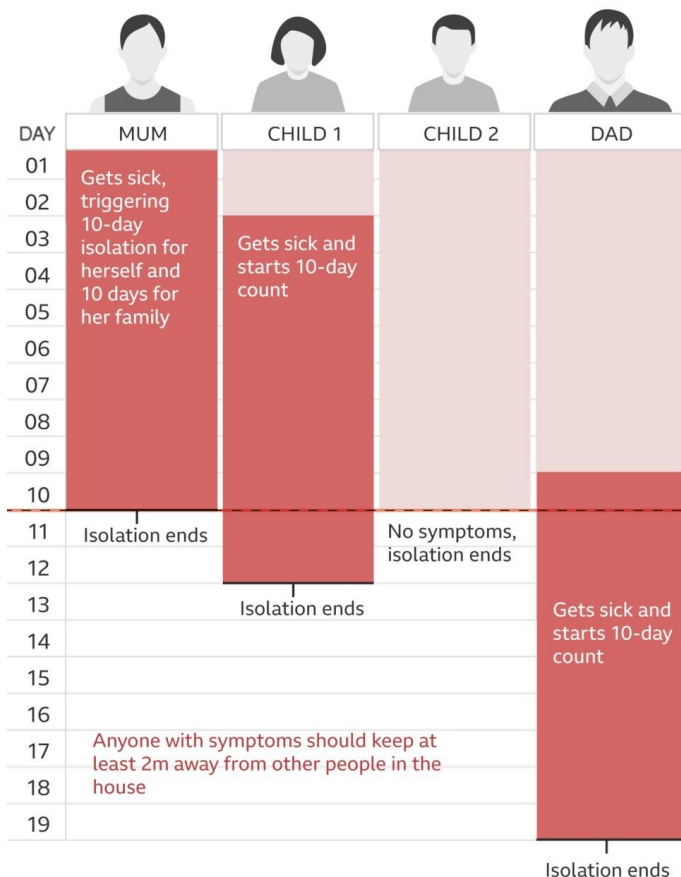 DAY
MUM
CHILD 1
CHILD 2
DAD
01
02
03
04
05
06
07
08
09
10
11
12
13
14
15
16
17
18
19
Gets sick,
triggering
10-day
isolation for
herself and
10 days for
her family
Isolation ends
Gets sick and
starts 10-day
count
Isolation ends
No symptoms,
isolation ends
Gets sick and
starts 10-day
count
Isolation ends
Anyone with symptoms should keep at
least 2m away from other people in the
house